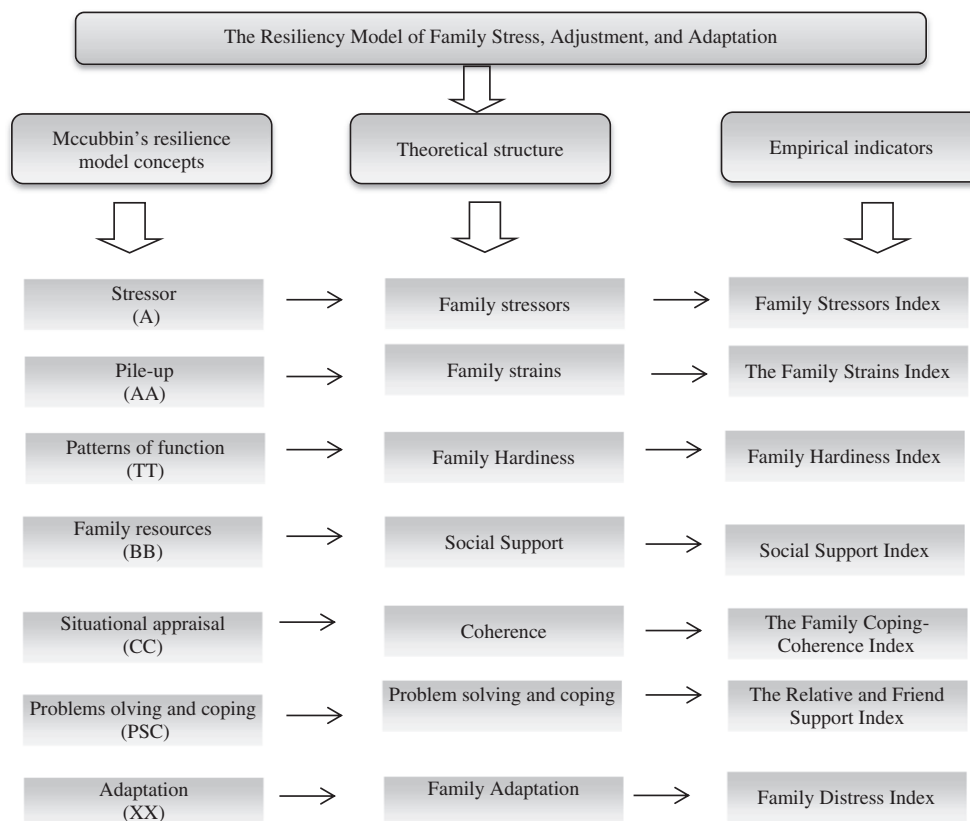 The Resiliency Model of Family Stress, Adjustment, and Adaptation
Mccubbin's resilience
model concepts
Theoretical structure
Empirical indicators
Stressor
(A)
Family stressors
Family Stressors Index
Pile-up
(AA)
Family strains
The Family Strains Index
Patterns of function
(TT)
Family Hardiness
Family Hardiness Index
Family resources
(BB)
Social Support
Social Support Index
Situational appraisal
(CC)
Coherence
The Family Coping-
Coherence Index
Problems olving and coping
(PSC)
Problem solving and coping
The Relative and Friend
Support Index
Adaptation
(XX)
Family Adaptation
Family Distress Index